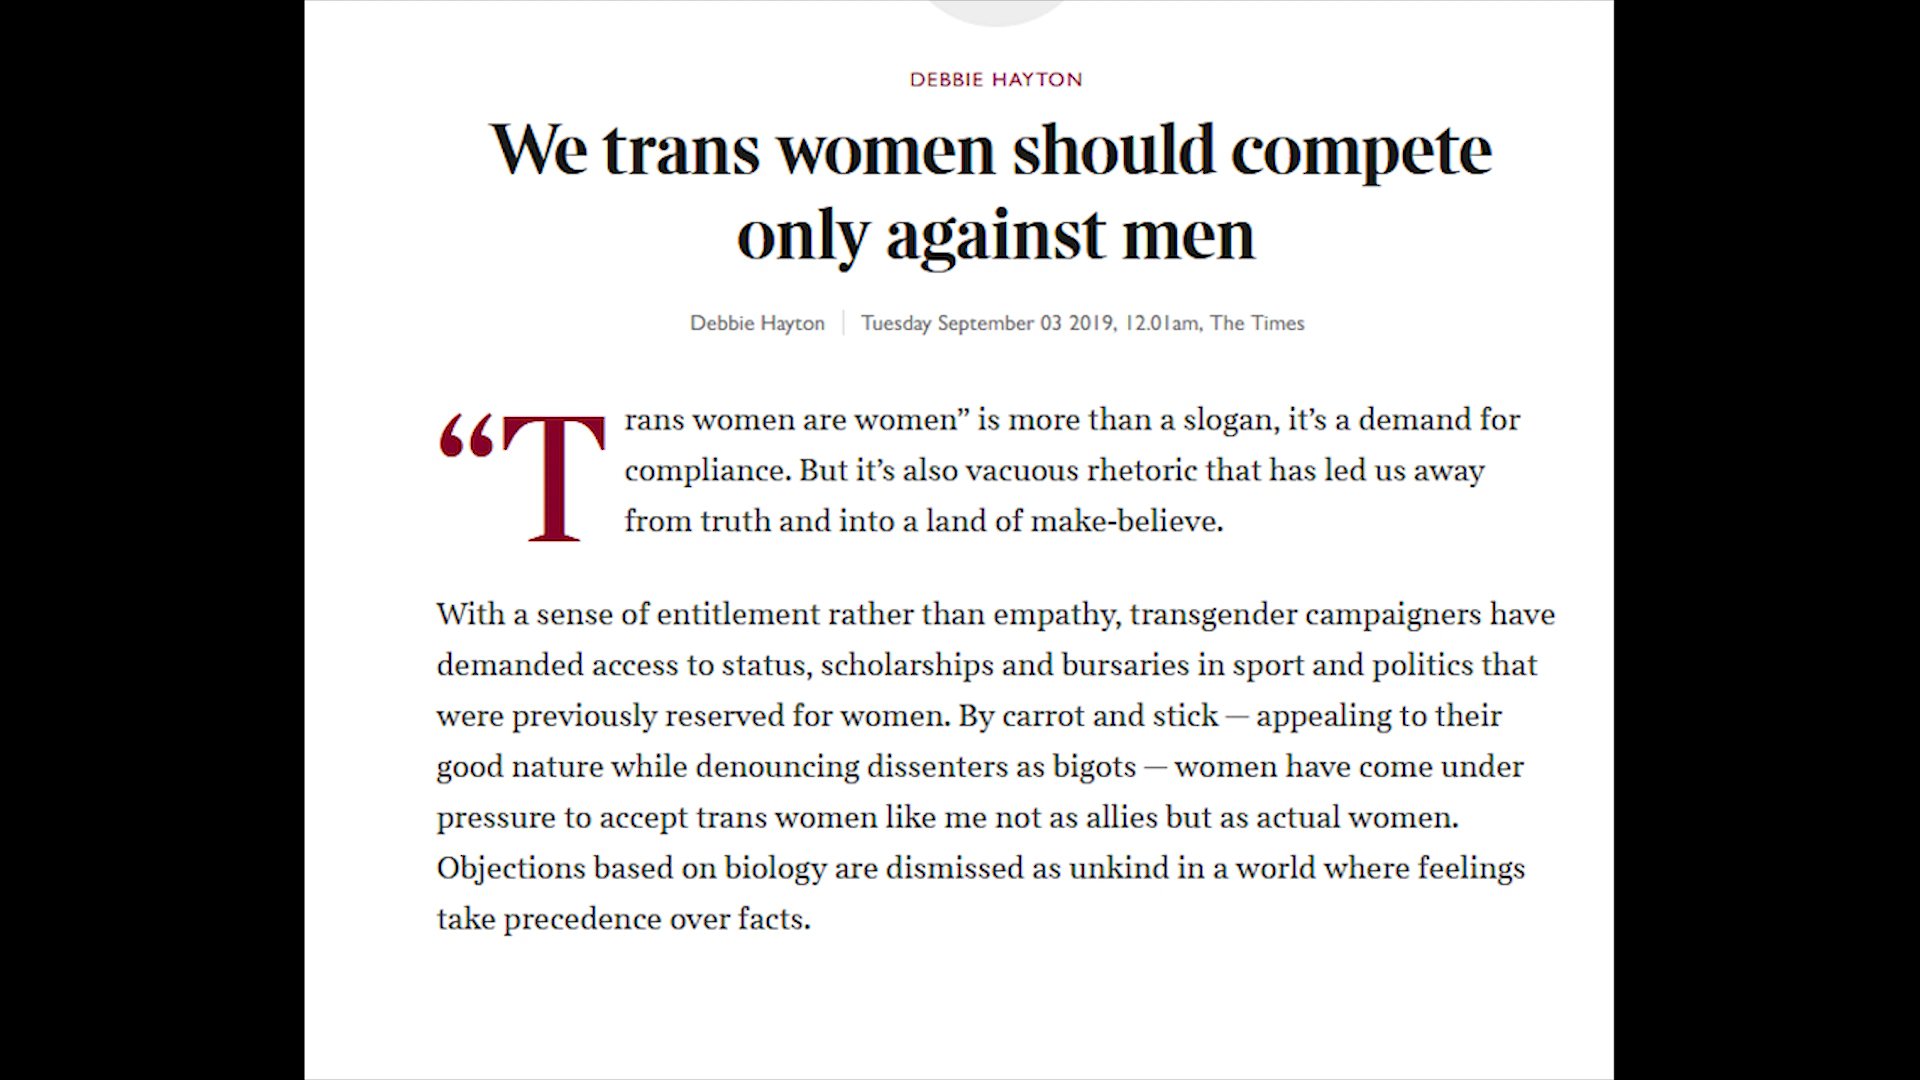 DEBBIE HAYTON
We trans women should compete
only against men
Debbie Hayton | Tuesday September 03 2019, 12.01am, The Times
“Trans women are women” is more than a slogan, it’s a demand for
compliance. But it’s also vacuous rhetoric that has led us away
from truth and into a land of make-believe.
With a sense of entitlement rather than empathy, transgender campaigners have
demanded access to status, scholarships and bursaries in sport and politics that
were previously reserved for women. By carrot and stick — appealing to their
good nature while denouncing dissenters as bigots — women have come under
pressure to accept trans women like me not as allies but as actual women.
Objections based on biology are dismissed as unkind in a world where feelings
take precedence over facts.